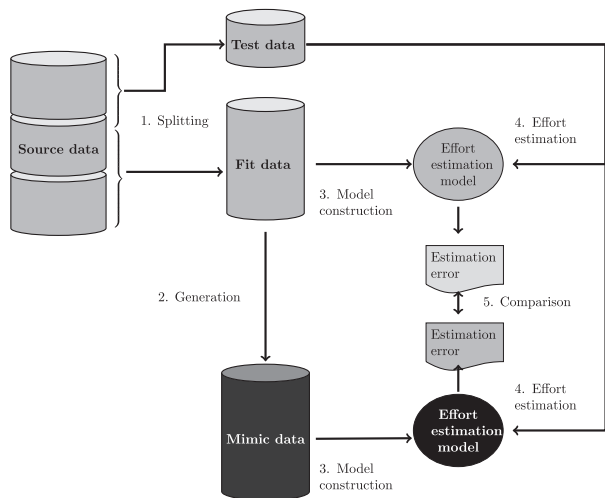 Test data
1. Splitting
Source data
Fit data
3. Model
construction
Effort
estimation
model
4. Effort
estimation
2. Generation
Estimation
error
5. Comparison
Estimation
error
Mimic data
3. Model
construction
Effort
estimation
model
4. Effort
estimation